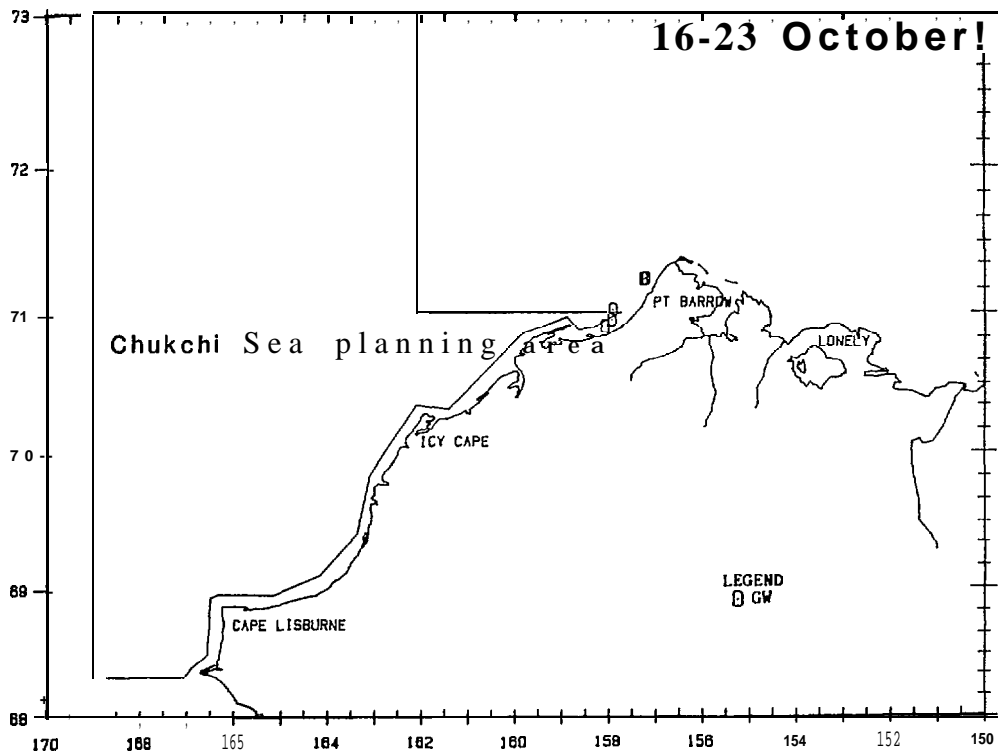 73
16-23 October!
72
71
PT BARROW
LONELY
Chukchi Sea planning area
ICY CAPE
70
69
LEGEND
0 GW
CAPE LISBURNE
68
170 168 165 164 162 160 158 156 154 152 150